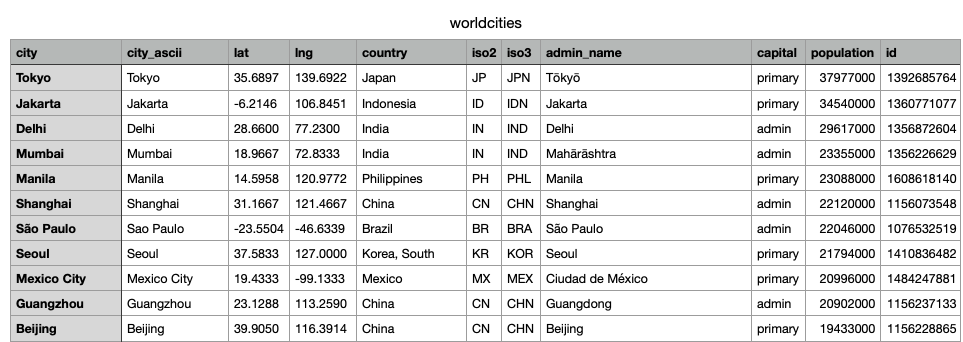 worldcities
city city_ascii lat lng country iso2 iso3 admin_name capital population id
Tokyo Tokyo 35.6897 139.6922 Japan JP JPN Tōkyō primary 37977000 1392685764
Jakarta Jakarta -6.2146 106.8451 Indonesia ID IDN Jakarta primary 34540000 1360771077
Delhi Delhi 28.6600 77.2300 India IN IND Delhi admin 29617000 1356872604
Mumbai Mumbai 18.9667 72.8333 India IN IND Mahārāshtra admin 23355000 1356226629
Manila Manila 14.5958 120.9772 Philippines PH PHL Manila primary 23088000 1608618140
Shanghai Shanghai 31.1667 121.4667 China CN CHN Shanghai admin 22120000 1156073548
São Paulo Sao Paulo -23.5504 -46.6339 Brazil BR BRA São Paulo admin 22046000 1076532519
Seoul Seoul 37.5833 127.0000 Korea, South KR KOR Seoul primary 21794000 1410836482
Mexico City Mexico City 19.4333 -99.1333 Mexico MX MEX Ciudad de México primary 20996000 1484247881
Guangzhou Guangzhou 23.1288 113.2590 China CN CHN Guangdong admin 20902000 1156237133
Beijing Beijing 39.9050 116.3914 China CN CHN Beijing primary 19433000 1156228865